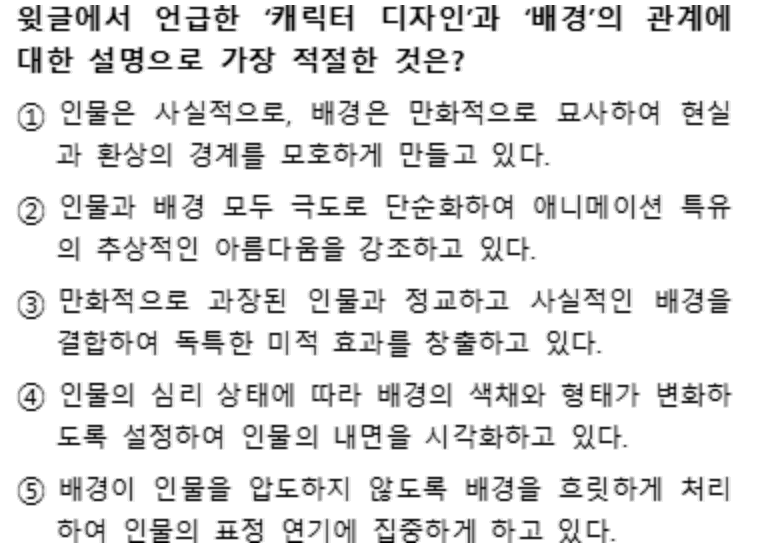 윗글에서 언급한 ‘캐릭터 디자인’과 ‘배경’의 관계에
대한 설명으로 가장 적절한 것은?
① 인물은 사실적으로, 배경은 만화적으로 묘사하여 현실
과 환상의 경계를 모호하게 만들고 있다.
② 인물과 배경 모두 극도로 단순화하여 애니메이션 특유
의 추상적인 아름다움을 강조하고 있다.
③ 만화적으로 과장된 인물과 정교하고 사실적인 배경을
결합하여 독특한 미적 효과를 창출하고 있다.
④ 인물의 심리 상태에 따라 배경의 색채와 형태가 변화하
도록 설정하여 인물의 내면을 시각화하고 있다.
⑤ 배경이 인물을 압도하지 않도록 배경을 흐릿하게 처리
하여 인물의 표정 연기에 집중하게 하고 있다.